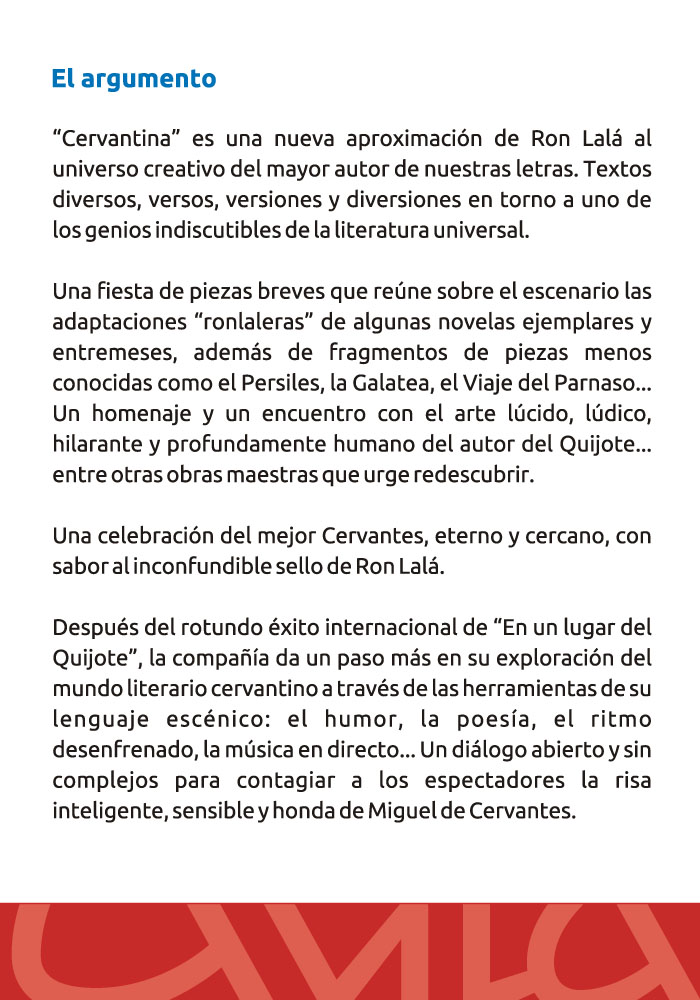 El argumento
“Cervantina” es una nueva aproximación de Ron Lalá al
universo creativo del mayor autor de nuestras letras. Textos
diversos, versos, versiones y diversiones en torno a uno de
los genios indiscutibles de la literatura universal.
Una fiesta de piezas breves que reúne sobre el escenario las
adaptaciones “ronlaleras” de algunas novelas ejemplares y
entremeses, además de fragmentos de piezas menos
conocidas como el Persiles, la Galatea, el Viaje del Parnaso...
Un homenaje y un encuentro con el arte lúcido, lúdico,
hilarante y profundamente humano del autor del Quijote...
entre otras obras maestras que urge redescubrir.
Una celebración del mejor Cervantes, eterno y cercano, con
sabor al inconfundible sello de Ron Lalá.
Después del rotundo éxito internacional de “En un lugar del
Quijote”, la compañía da un paso más en su exploración del
mundo literario cervantino a través de las herramientas de su
lenguaje escénico: el humor, la poesía, el ritmo
desenfrenado, la música en directo... Un diálogo abierto y sin
complejos para contagiar a los espectadores la risa
inteligente, sensible y honda de Miguel de Cervantes.